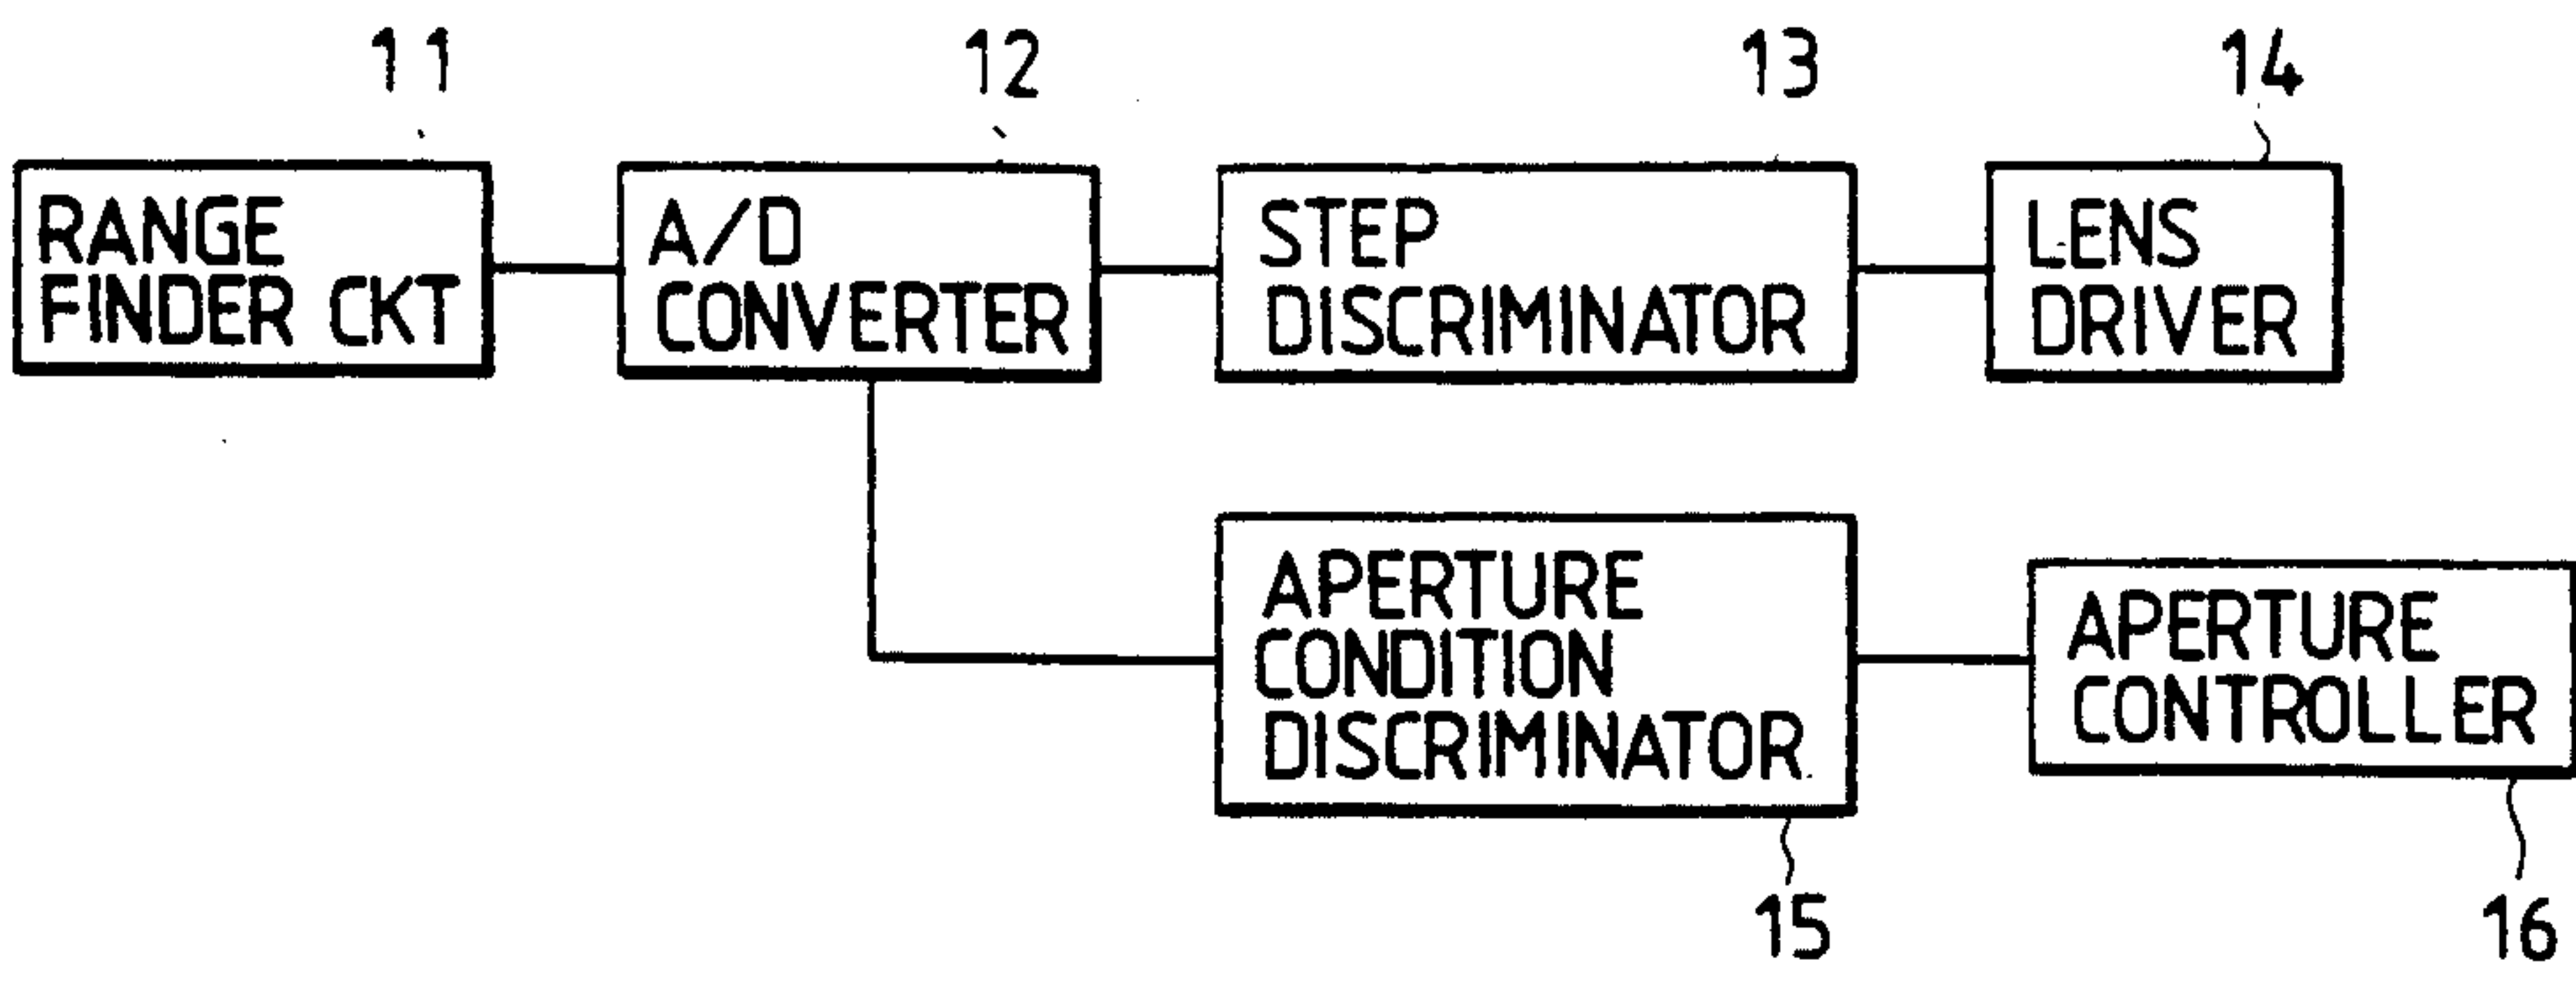 11
12
13
14
RANGE
FINDER CKT
A/D
CONVERTER
STEP
DISCRIMINATOR
LENS
DRIVER
APERTURE
CONDITION
DISCRIMINATOR
APERTURE
CONTROLLER
15
16